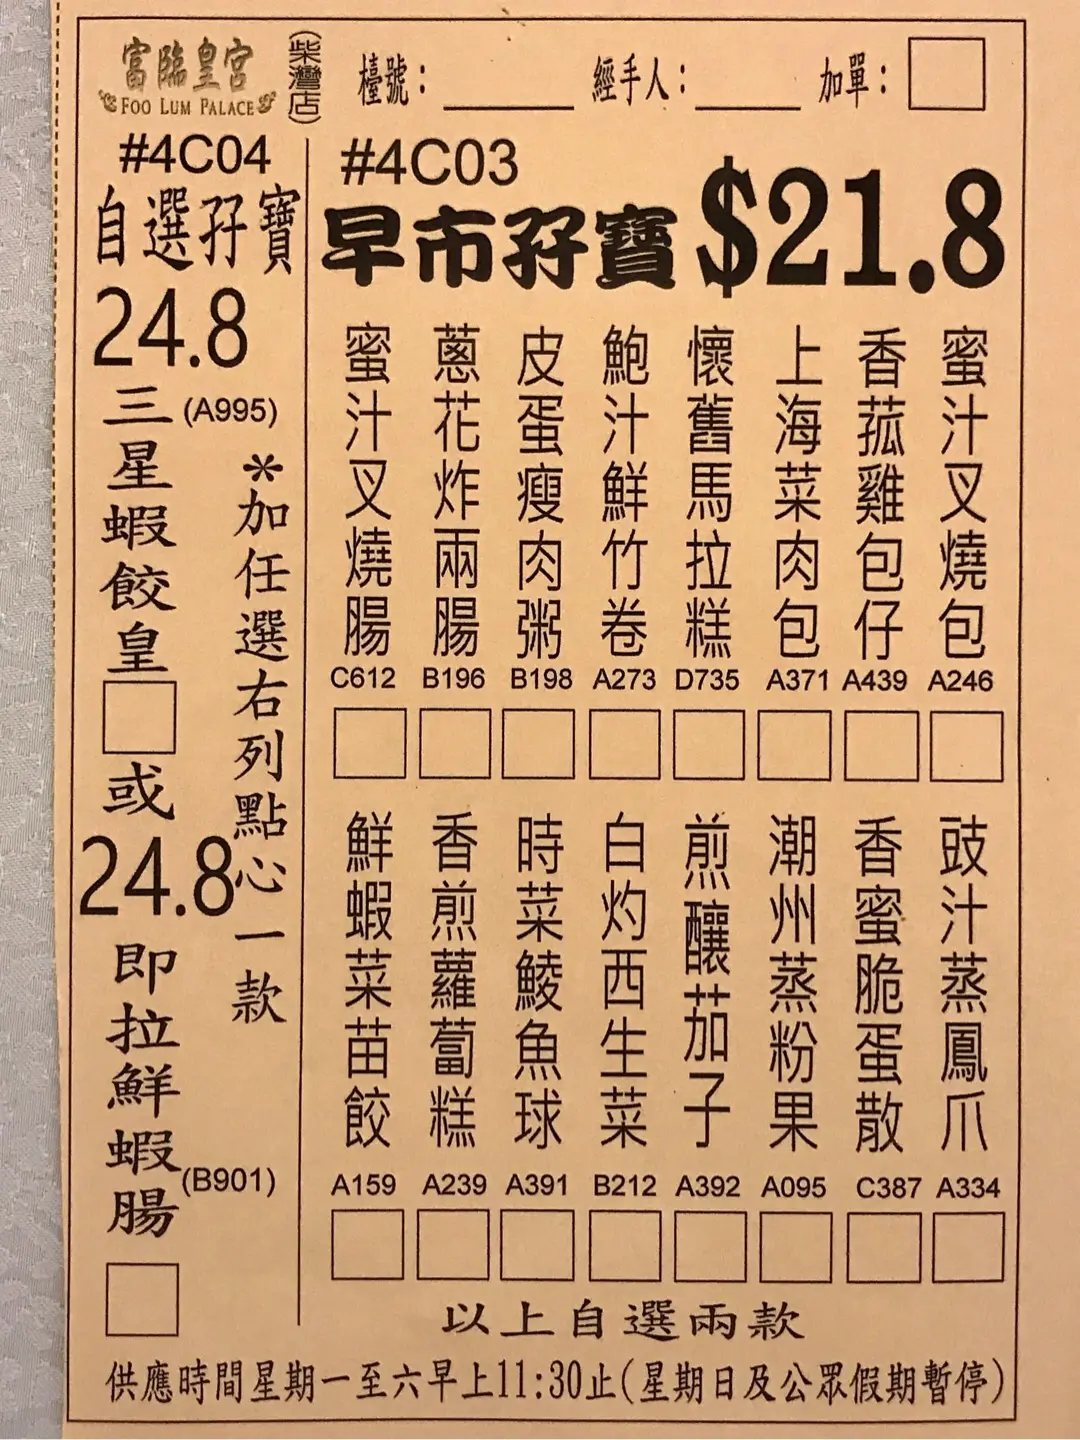 富臨皇宮
FOO LUM PALACE
(柴灣店)
檯號：
經手人：
加單：
#4C04
自選孖寶
24.8
三星蝦餃皇
(A995)
或
24.8
即拉鮮蝦腸
(B901)
*加任選右列點心一款
#4C03
早市孖寶 $21.8
蜜汁叉燒包
A246
香菰雞包仔
A439
上海菜肉包
A371
懷舊馬拉糕
D735
鮑汁鮮竹卷
A273
皮蛋瘦肉粥
B198
蔥花炸兩腸
B196
蜜汁叉燒腸
C612
豉汁蒸鳳爪
A334
香蜜脆蛋散
C387
潮州蒸粉果
A095
煎釀茄子
A392
白灼西生菜
B212
時菜鯪魚球
A391
香煎蘿蔔糕
A239
鮮蝦菜苗餃
A159
以上自選兩款
供應時間星期一至六早上11:30止(星期日及公眾假期暫停)